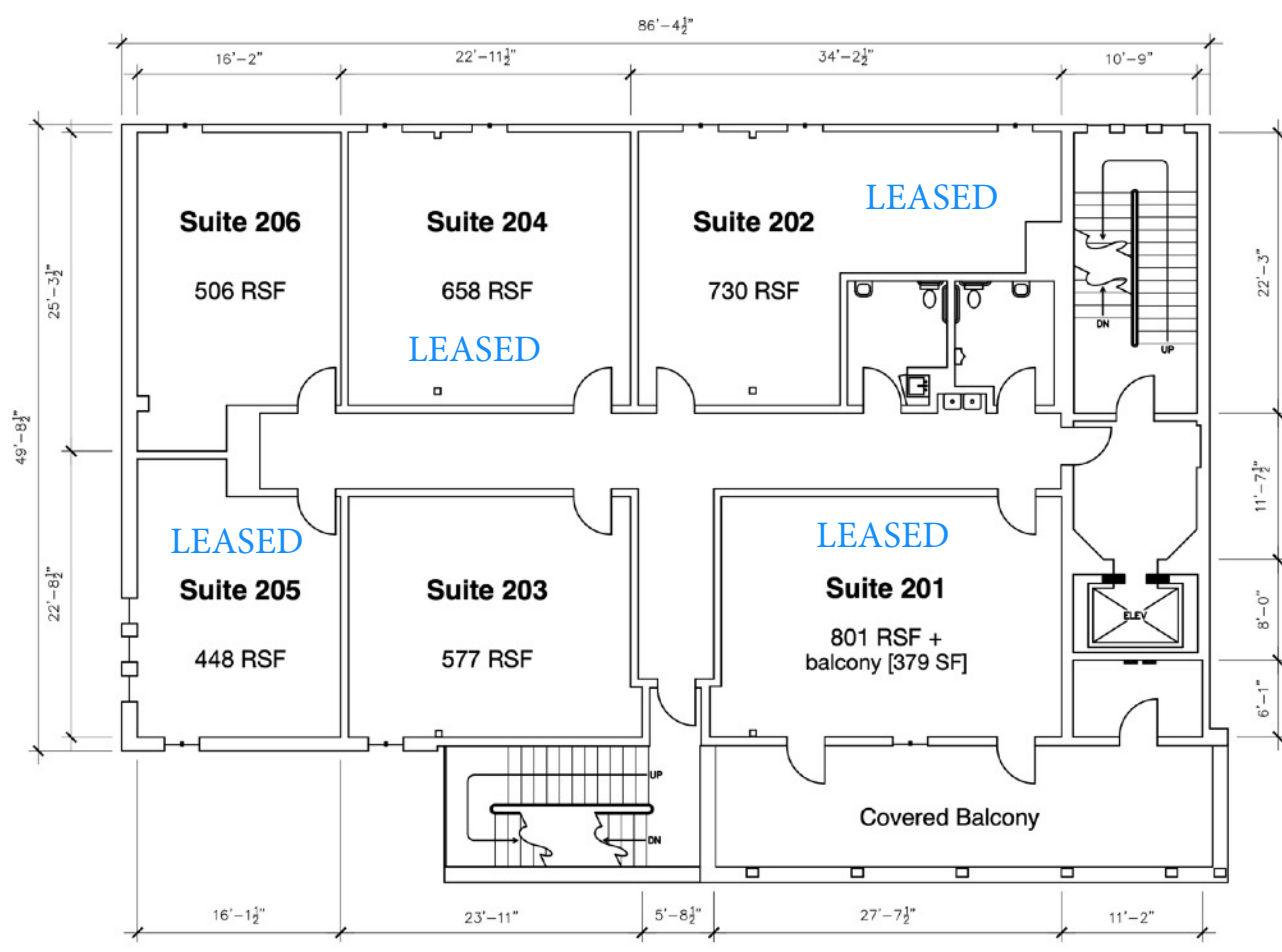 86'-4½"
16'-2"
22'-11½"
34'-2½"
10'-9"
LEASED
Suite 206
Suite 204
Suite 202
506 RSF
658 RSF
730 RSF
LEASED
25'-3½"
22'-3"
DN
UP
49'-8½"
11'-7½"
LEASED
LEASED
Suite 205
Suite 203
Suite 201
448 RSF
577 RSF
801 RSF +
balcony [379 SF]
22'-8½"
ELEV
8'-0"
6'-1"
UP
DN
Covered Balcony
16'-1½"
23'-11"
5'-8½"
27'-7½"
11'-2"